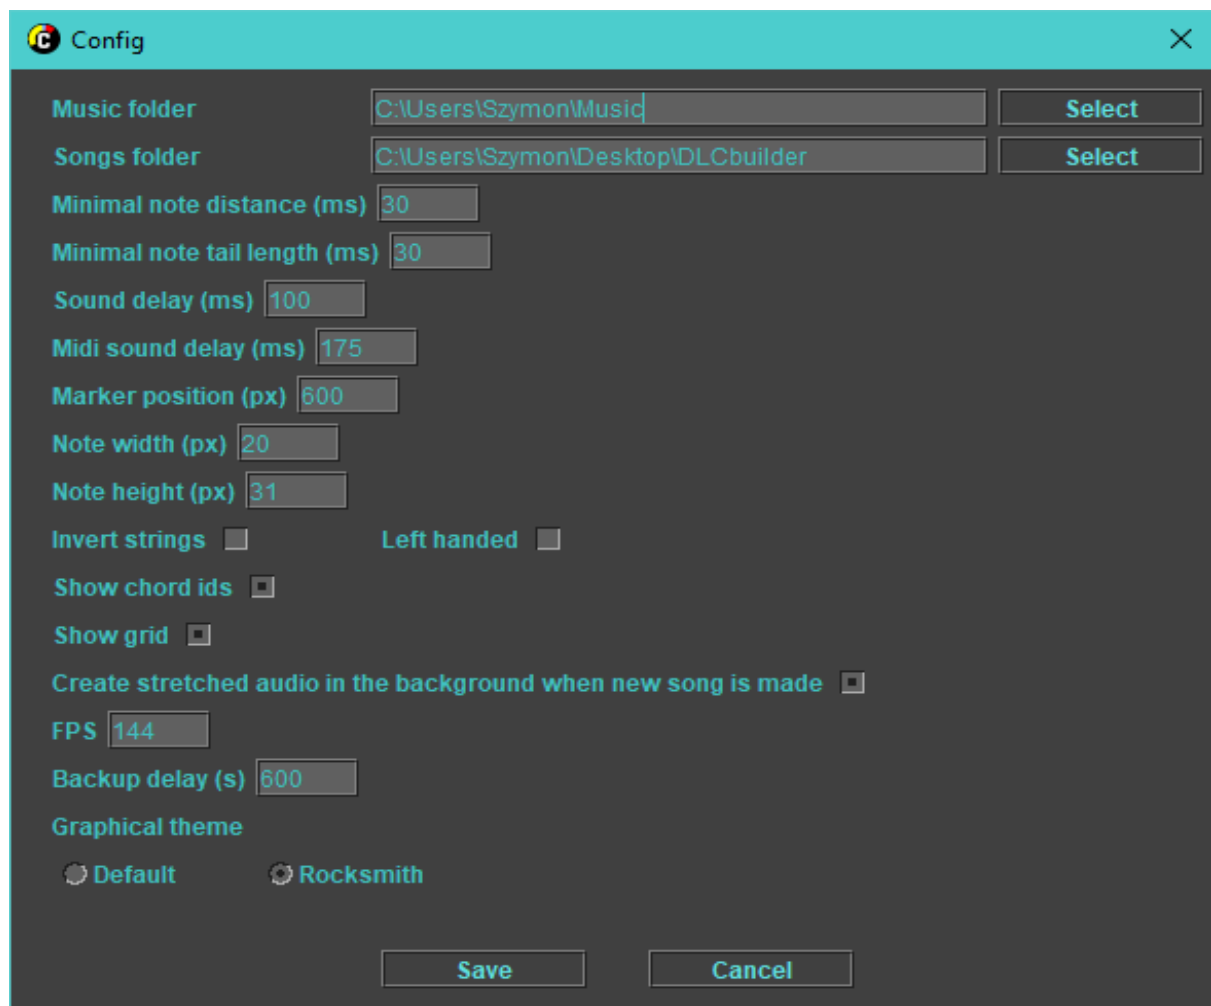 Config
Music folder C:\Users\Szymon\Music Select
Songs folder C:\Users\Szymon\Desktop\DLCbuilder Select
Minimal note distance (ms) 30
Minimal note tail length (ms) 30
Sound delay (ms) 100
Midi sound delay (ms) 175
Marker position (px) 600
Note width (px) 20
Note height (px) 31
Invert strings Left handed
Show chord ids
Show grid
Create stretched audio in the background when new song is made
FPS 144
Backup delay (s) 600
Graphical theme
Default Rocksmith
Save Cancel